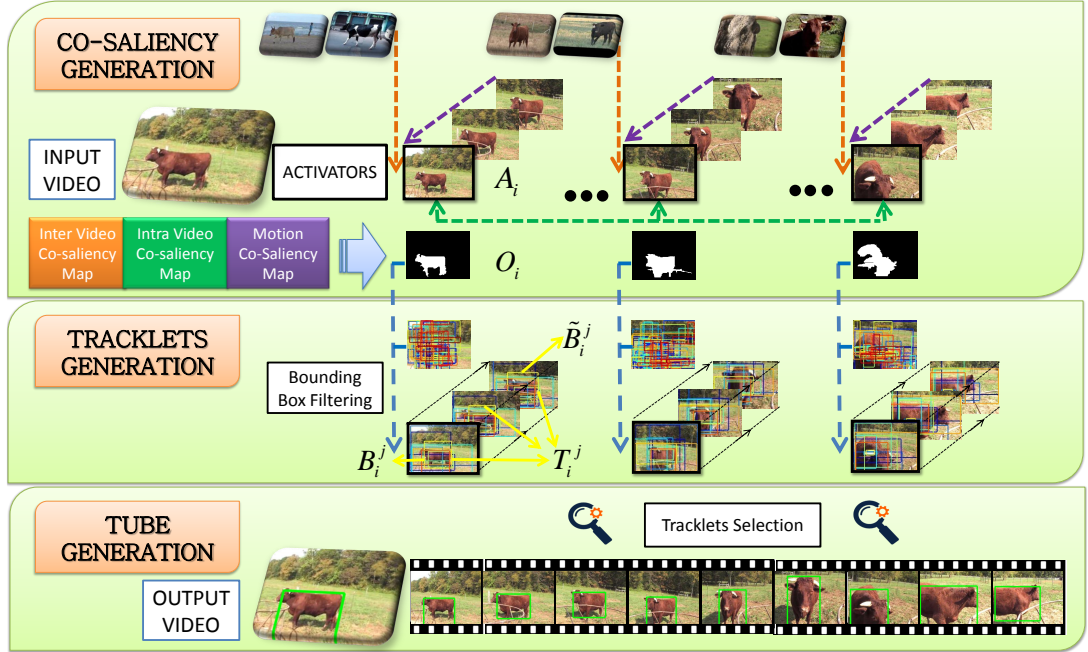 CO-SALIENCY
GENERATION
INPUT
VIDEO
ACTIVATORS
A_i
Inter Video
Co-saliency
Map
Intra Video
Co-saliency
Map
Motion
Co-Saliency
Map
O_i
TRACKLETS
GENERATION
Bounding
Box Filtering
B̃_i^j
B_i^j
T_i^j
TUBE
GENERATION
Tracklets Selection
OUTPUT
VIDEO